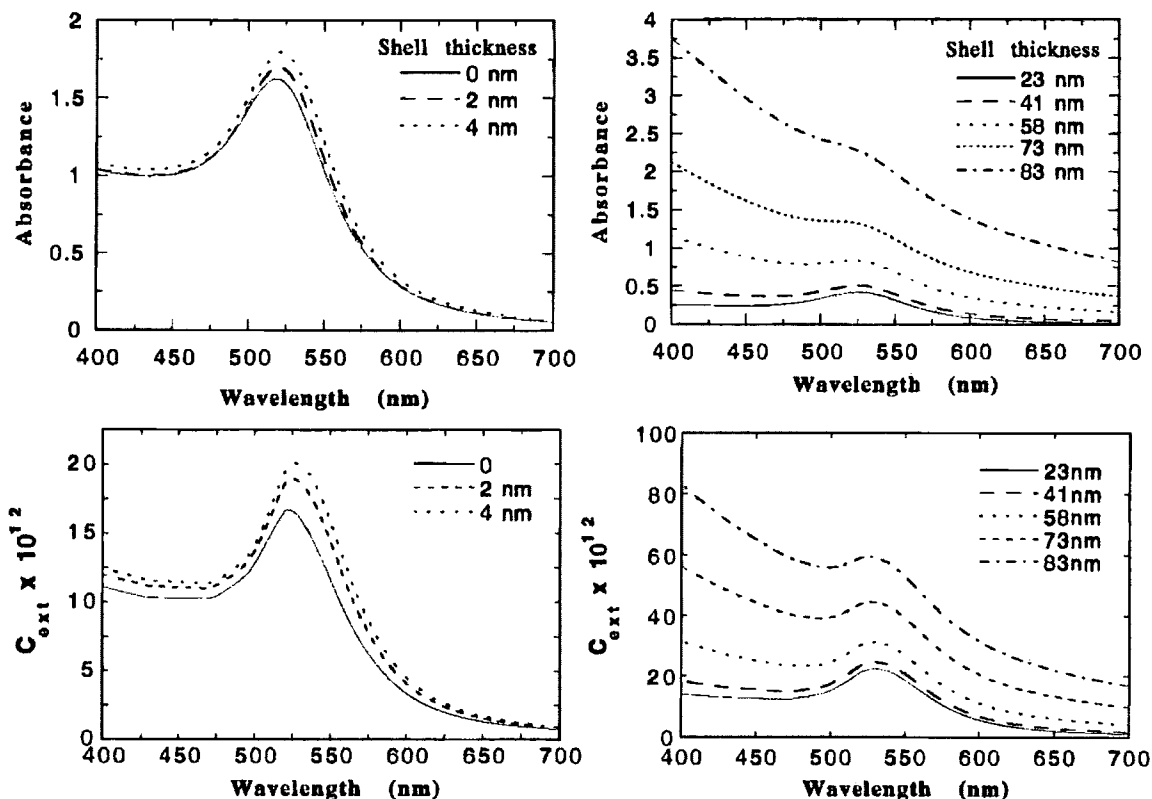 2
1.5
1
0.5
0
Absorbance
Shell thickness
0 nm
2 nm
4 nm
400 450 500 550 600 650 700
Wavelength (nm)
4
3.5
3
2.5
2
1.5
1
0.5
0
Absorbance
Shell thickness
23 nm
41 nm
58 nm
73 nm
83 nm
400 450 500 550 600 650 700
Wavelength (nm)
20
15
10
5
0
C_ext x 10^12
0
2 nm
4 nm
400 450 500 550 600 650 700
Wavelength (nm)
100
80
60
40
20
0
C_ext x 10^12
23nm
41nm
58nm
73nm
83nm
400 450 500 550 600 650 700
Wavelength (nm)